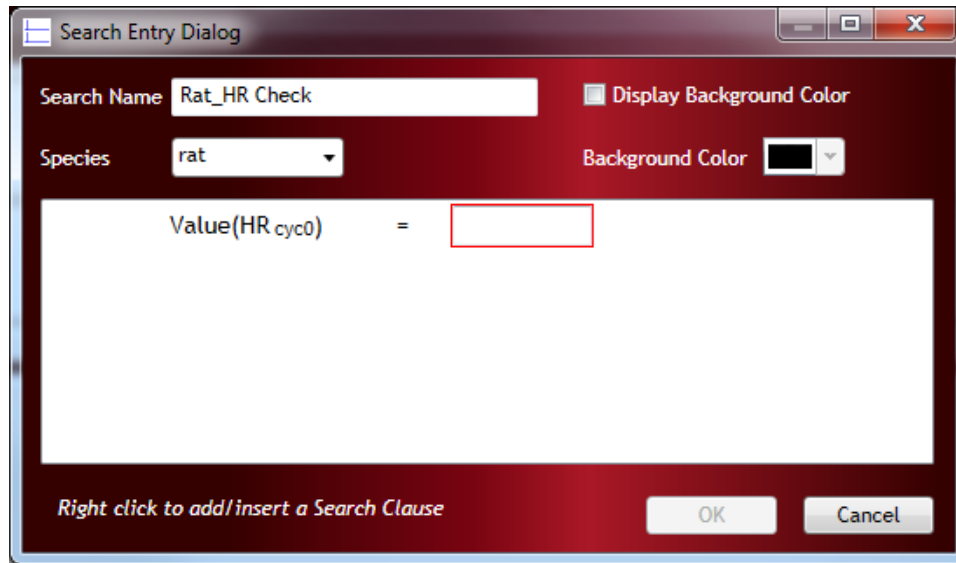 Search Entry Dialog
Search Name Rat_HR Check Display Background Color
Species rat Background Color
Value(HR cyc0) =
Right click to add/insert a Search Clause OK Cancel